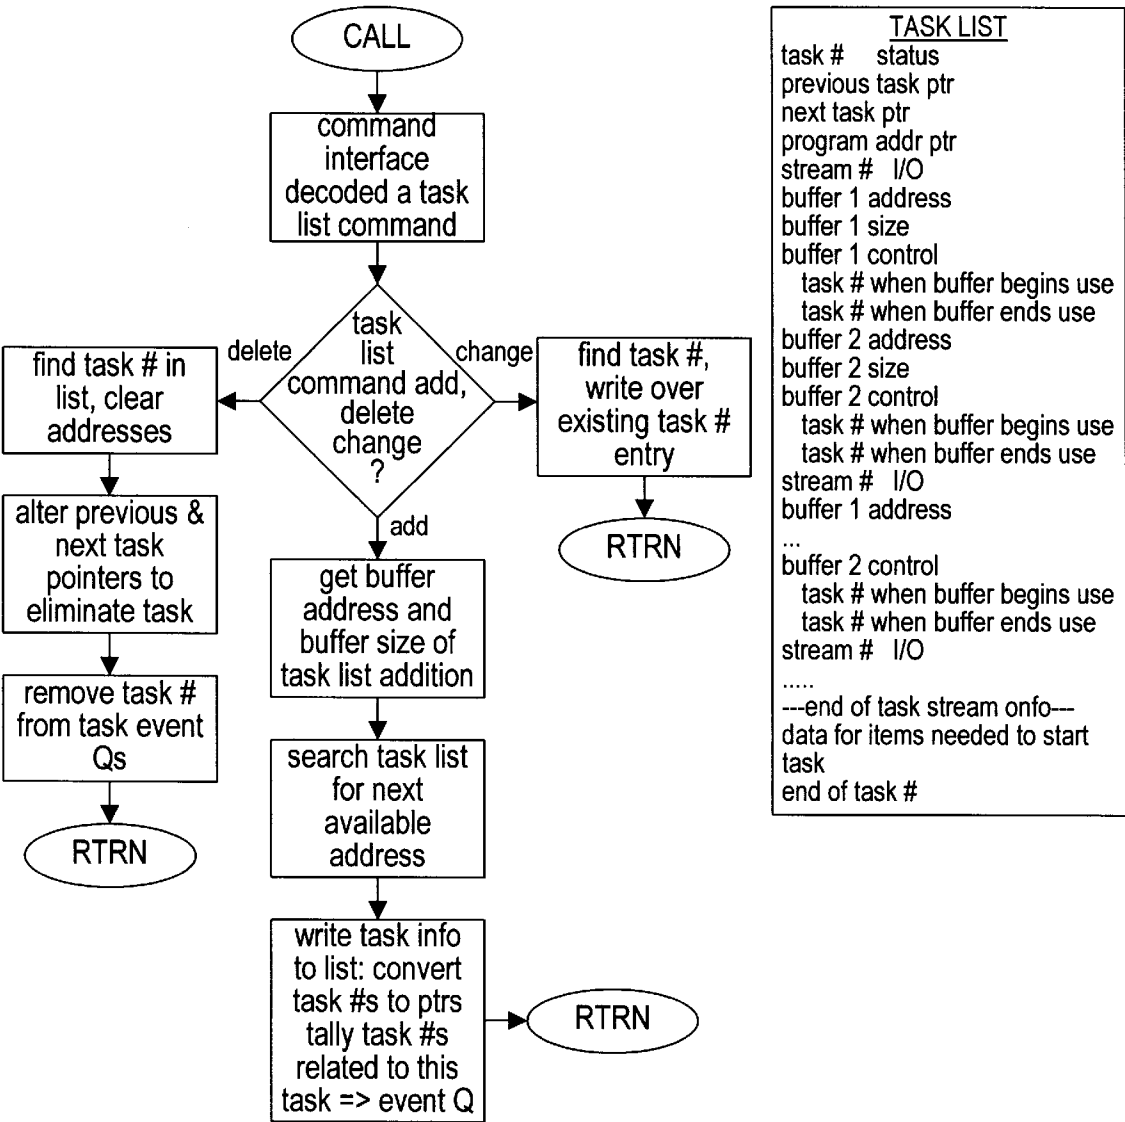 CALL
command
interface
decoded a task
list command
task
list
command add,
delete
change
?
delete
change
add
find task # in
list, clear
addresses
alter previous &
next task
pointers to
eliminate task
remove task #
from task event
Qs
RTRN
find task #,
write over
existing task #
entry
RTRN
get buffer
address and
buffer size of
task list addition
search task list
for next
available
address
write task info
to list: convert
task #s to ptrs
tally task #s
related to this
task => event Q
RTRN
TASK LIST
task # status
previous task ptr
next task ptr
program addr ptr
stream # I/O
buffer 1 address
buffer 1 size
buffer 1 control
task # when buffer begins use
task # when buffer ends use
buffer 2 address
buffer 2 size
buffer 2 control
task # when buffer begins use
task # when buffer ends use
stream # I/O
buffer 1 address
...
buffer 2 control
task # when buffer begins use
task # when buffer ends use
stream # I/O
.....
---end of task stream onfo---
data for items needed to start
task
end of task #